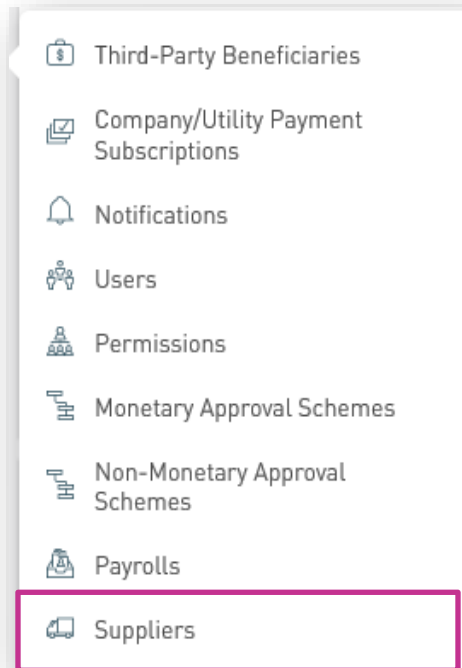 Third-Party Beneficiaries
Company/Utility Payment
Subscriptions
Notifications
Users
Permissions
Monetary Approval Schemes
Non-Monetary Approval
Schemes
Payrolls
Suppliers